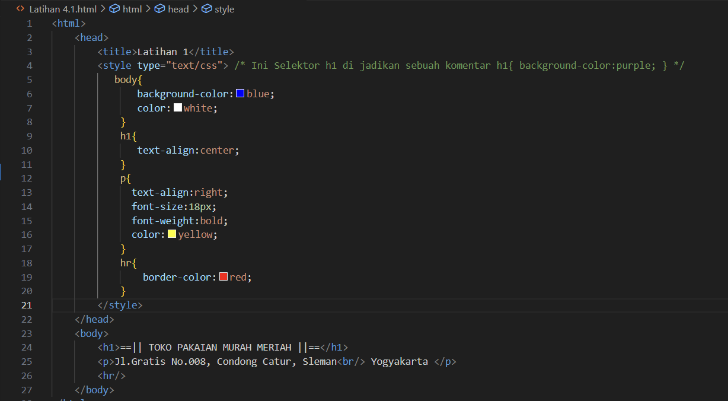 Latihan 4.1.html > html > head > style
1 <html>
2 <head>
3 <title>Latihan 1</title>
4 <style type="text/css"> /* Ini Selektor h1 di jadikan sebuah komentar h1{ background-color:purple; } */
5 body{
6 background-color:blue;
7 color:white;
8 }
9 h1{
10 text-align:center;
11 }
12 p{
13 text-align:right;
14 font-size:18px;
15 font-weight:bold;
16 color:yellow;
17 }
18 hr{
19 border-color:red;
20 }
21 </style>
22 </head>
23 <body>
24 <h1>==|| TOKO PAKAIAN MURAH MERIAH ||==</h1>
25 <p>Jl.Gratis No.008, Condong Catur, Sleman<br/> Yogyakarta </p>
26 <hr/>
27 </body>